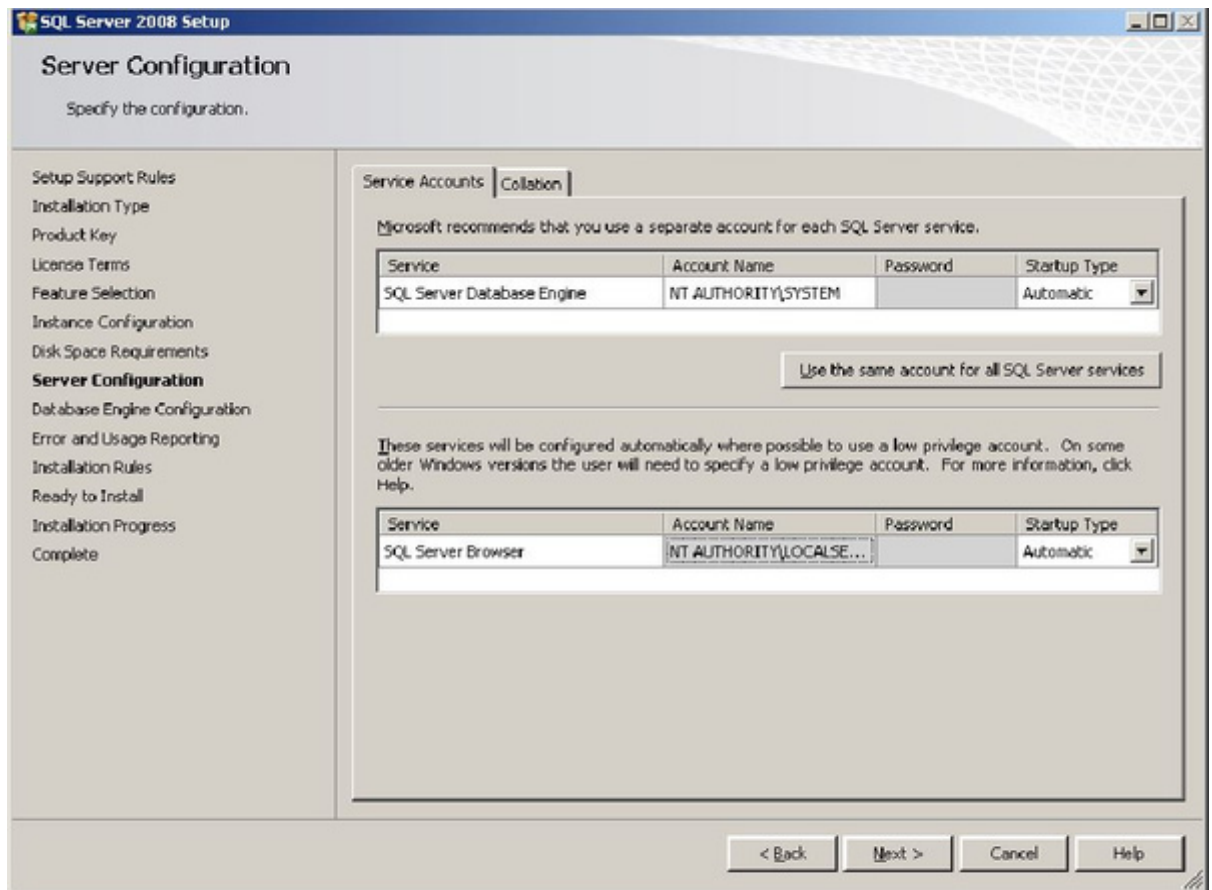 SQL Server 2008 Setup
Server Configuration
Specify the configuration.
Setup Support Rules
Installation Type
Product Key
License Terms
Feature Selection
Instance Configuration
Disk Space Requirements
Server Configuration
Database Engine Configuration
Error and Usage Reporting
Installation Rules
Ready to Install
Installation Progress
Complete
Service Accounts Collation
Microsoft recommends that you use a separate account for each SQL Server service.
Service Account Name Password Startup Type
SQL Server Database Engine NT AUTHORITY\SYSTEM Automatic
Use the same account for all SQL Server services
These services will be configured automatically where possible to use a low privilege account. On some
older Windows versions the user will need to specify a low privilege account. For more information, click
Help.
Service Account Name Password Startup Type
SQL Server Browser NT AUTHORITY\LOCALSE... Automatic
< Back Next > Cancel Help